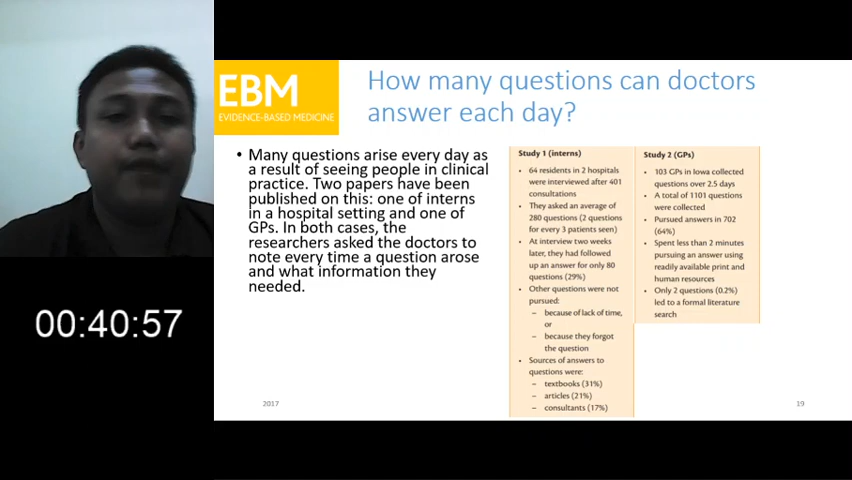 EBM
EVIDENCE-BASED MEDICINE
How many questions can doctors
answer each day?
• Many questions arise every day as
a result of seeing people in clinical
practice. Two papers have been
published on this: one of interns
in a hospital setting and one of
GPs. In both cases, the
researchers asked the doctors to
note every time a question arose
and what information they
needed.
Study 1 (interns)
• 64 residents in 2 hospitals
were interviewed after 401
consultations
• They asked an average of
280 questions (2 questions
for every 3 patients seen)
• At interview two weeks
later, they had followed
up an answer for only 80
questions (29%)
• Other questions were not
pursued:
– because of lack of time,
or
– because they forgot
the question
• Sources of answers to
questions were:
– textbooks (31%)
– articles (21%)
– consultants (17%)
Study 2 (GPs)
• 103 GPs in Iowa collected
questions over 2.5 days
• A total of 1101 questions
were collected
• Pursued answers in 702
(64%)
• Spent less than 2 minutes
pursuing an answer using
readily available print and
human resources
• Only 2 questions (0.2%)
led to a formal literature
search
00:40:57
2017
19